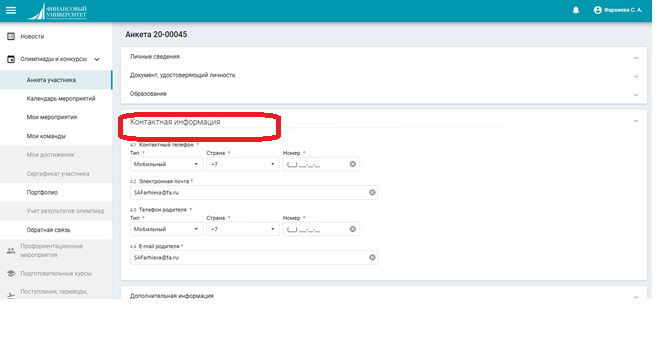 ФИНАНСОВЫЙ
УНИВЕРСИТЕТ
Фархиева С. А.
Новости
Олимпиады и конкурсы
Анкета участника
Календарь мероприятий
Мои мероприятия
Мои команды
Мои достижения
Сертификат участника
Портфолио
Учет результатов олимпиад
Обратная связь
Профориентационные
мероприятия
Подготовительные курсы
Поступления, переводы,
Анкета 20-00045
Личные сведения
Документ, удостоверяющий личность
Образование
Контактная информация
4.1 Контактный телефон *
Тип * Страна * Номер *
Мобильный +7 (___) ___-__-__
4.2 Электронная почта *
SAFarhieva@fa.ru
4.3 Телефон родителя *
Тип * Страна * Номер *
Мобильный +7 (___) ___-__-__
4.4 E-mail родителя *
SAFarhieva@fa.ru
Дополнительная информация